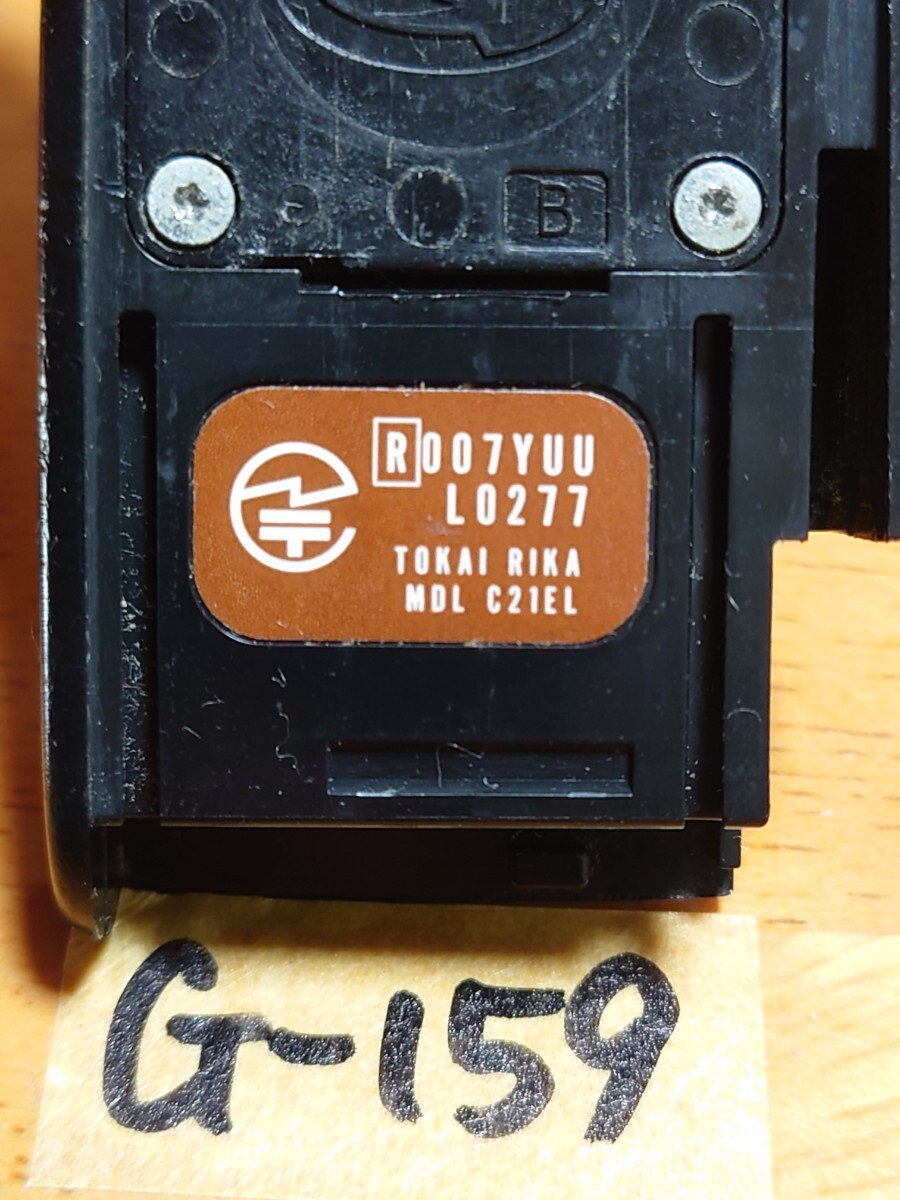 B
R007YUU
L0277
TOKAI RIKA
MDL C21EL
G-159